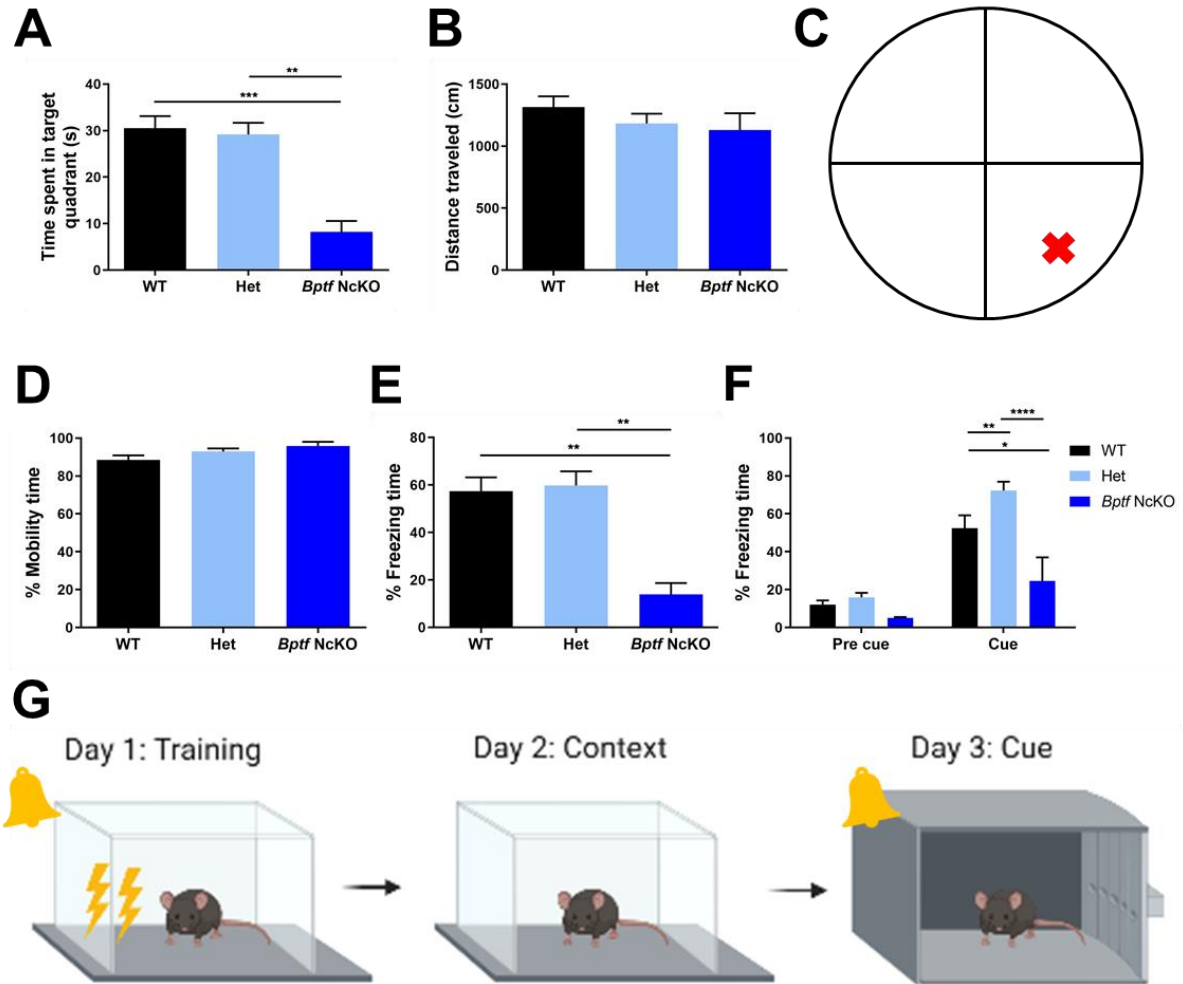 A
Time spent in target
quadrant (s)
40
30
20
10
0
**
***
WT Het Bptf NcKO
B
Distance traveled (cm)
1500
1000
500
0
WT Het Bptf NcKO
C
D
% Mobility time
100
80
60
40
20
0
WT Het Bptf NcKO
E
% Freezing time
80
60
40
20
0
**
**
WT Het Bptf NcKO
F
% Freezing time
100
80
60
40
20
0
****
**
*
Pre cue Cue
WT
Het
Bptf NcKO
G
Day 1: Training
Day 2: Context
Day 3: Cue